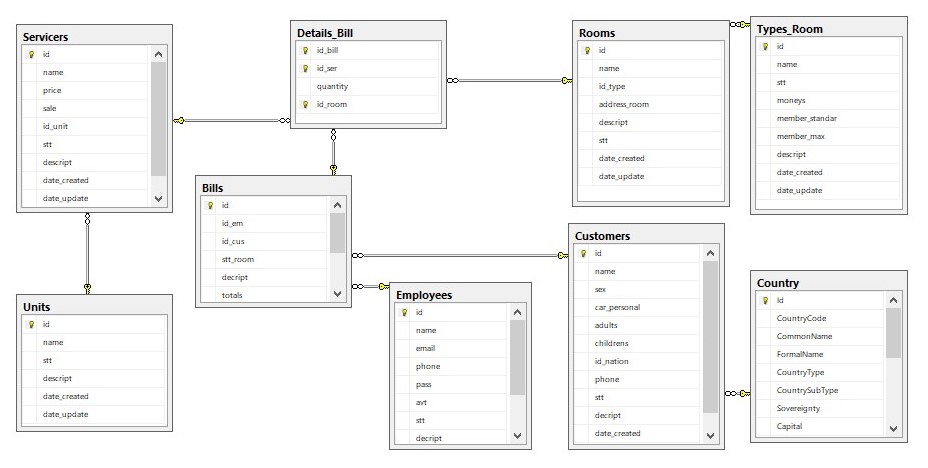 Servicers
id
name
price
sale
id_unit
stt
descript
date_created
date_update
Details_Bill
id_bill
id_ser
quantity
id_room
Rooms
id
name
id_type
address_room
descript
stt
date_created
date_update
Types_Room
id
name
stt
moneys
member_standar
member_max
descript
date_created
date_update
Bills
id
id_em
id_cus
stt_room
decript
totals
Customers
id
name
sex
car_personal
adults
childrens
id_nation
phone
stt
decript
date_created
Units
id
name
stt
descript
date_created
date_update
Employees
id
name
email
phone
pass
avt
stt
decript
Country
Id
CountryCode
CommonName
FormalName
CountryType
CountrySubType
Sovereignty
Capital